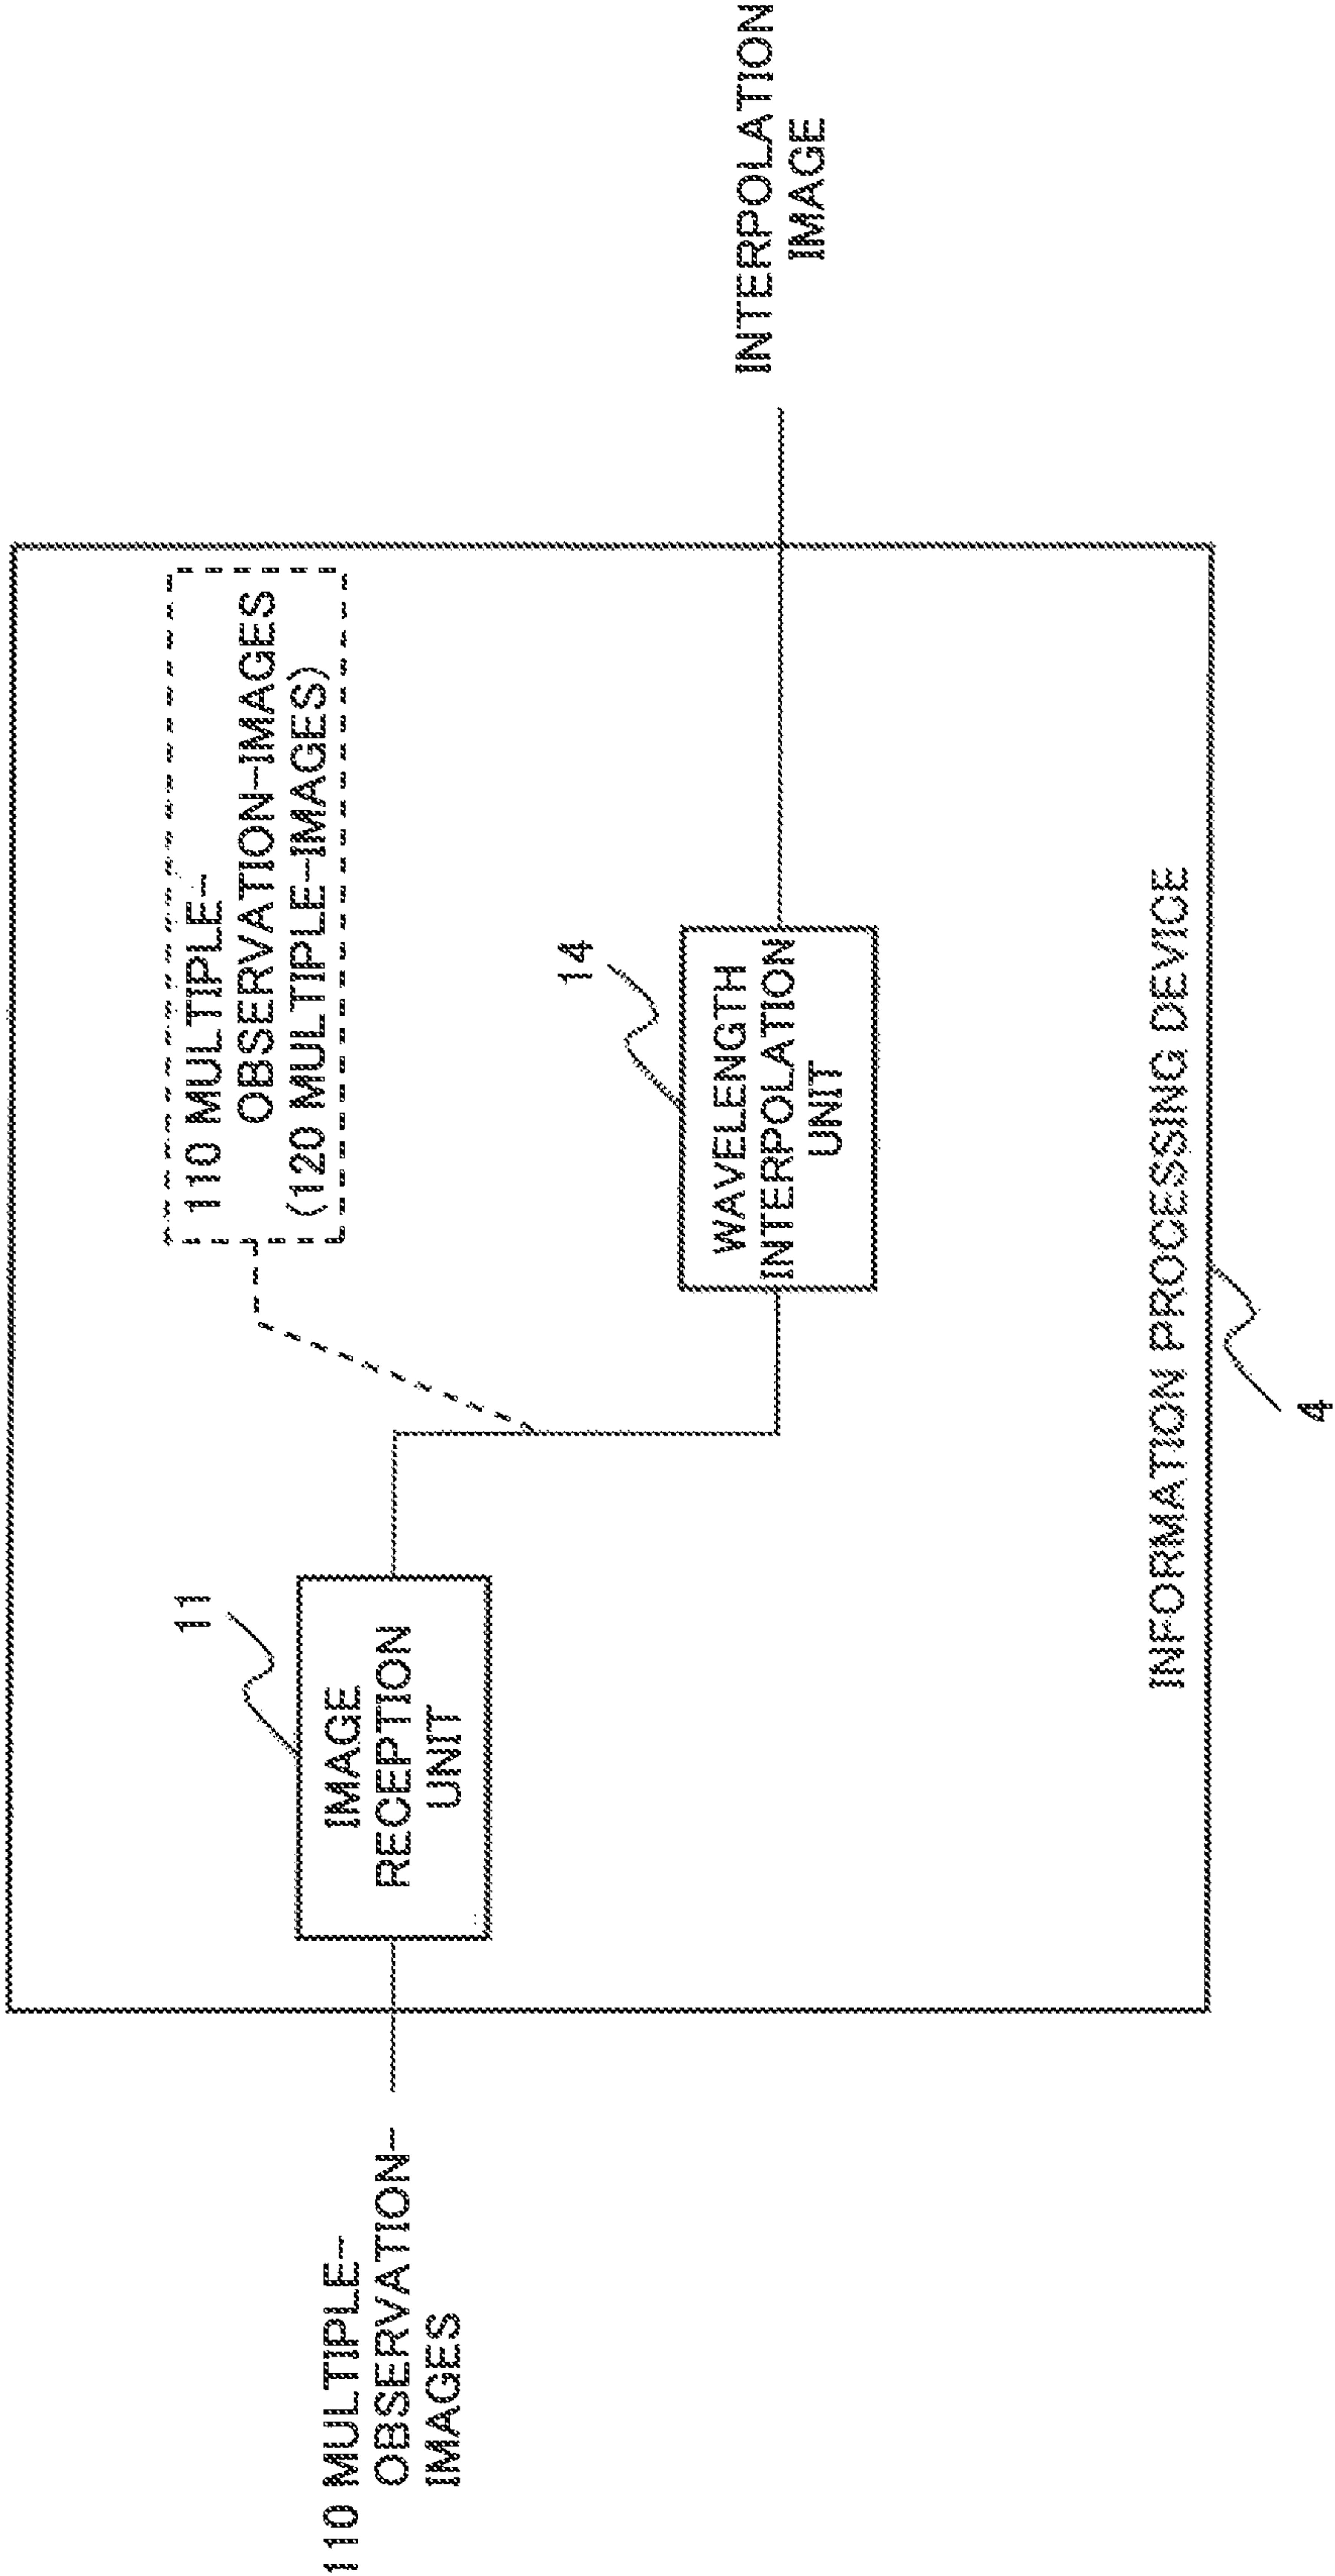 110 MULTIPLE-
OBSERVATION-
IMAGES
11
IMAGE
RECEPTION
UNIT
110 MULTIPLE-
OBSERVATION-IMAGES
(120 MULTIPLE-IMAGES)
14
WAVELENGTH
INTERPOLATION
UNIT
INTERPOLATION
IMAGE
INFORMATION PROCESSING DEVICE
4